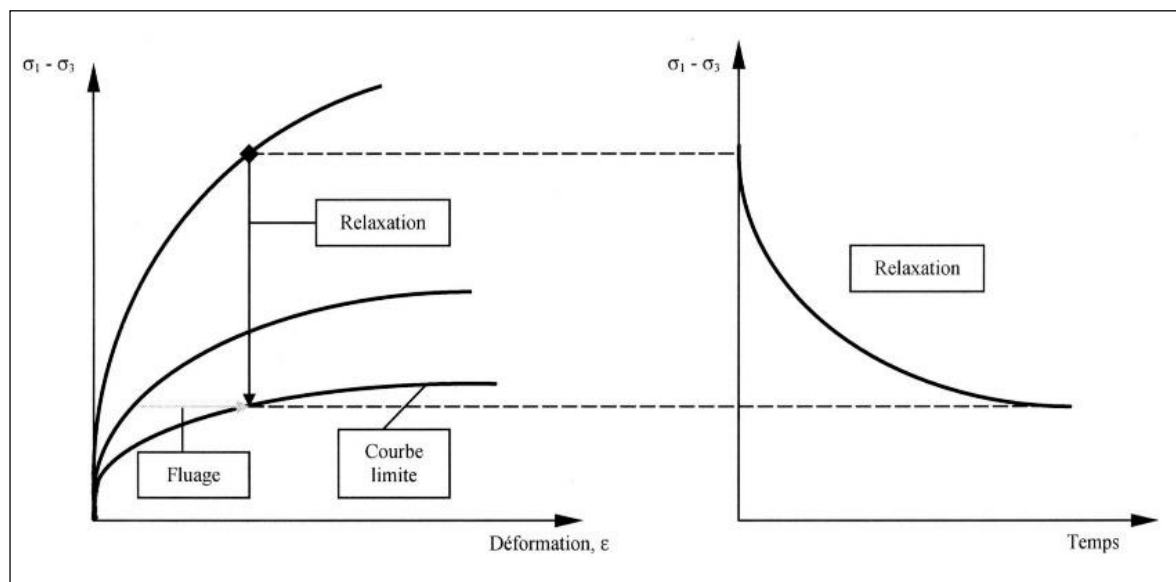 σ₁ - σ₃
Relaxation
Fluage
Courbe
limite
Déformation, ε
σ₁ - σ₃
Relaxation
Temps